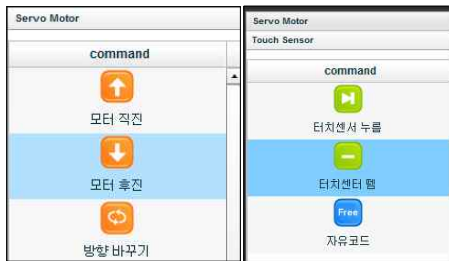 Servo Motor
command
모터 직진
모터 후진
방향 바꾸기
Servo Motor
Touch Sensor
command
터치센서 누름
터치센터 뗌
Free
자유코드